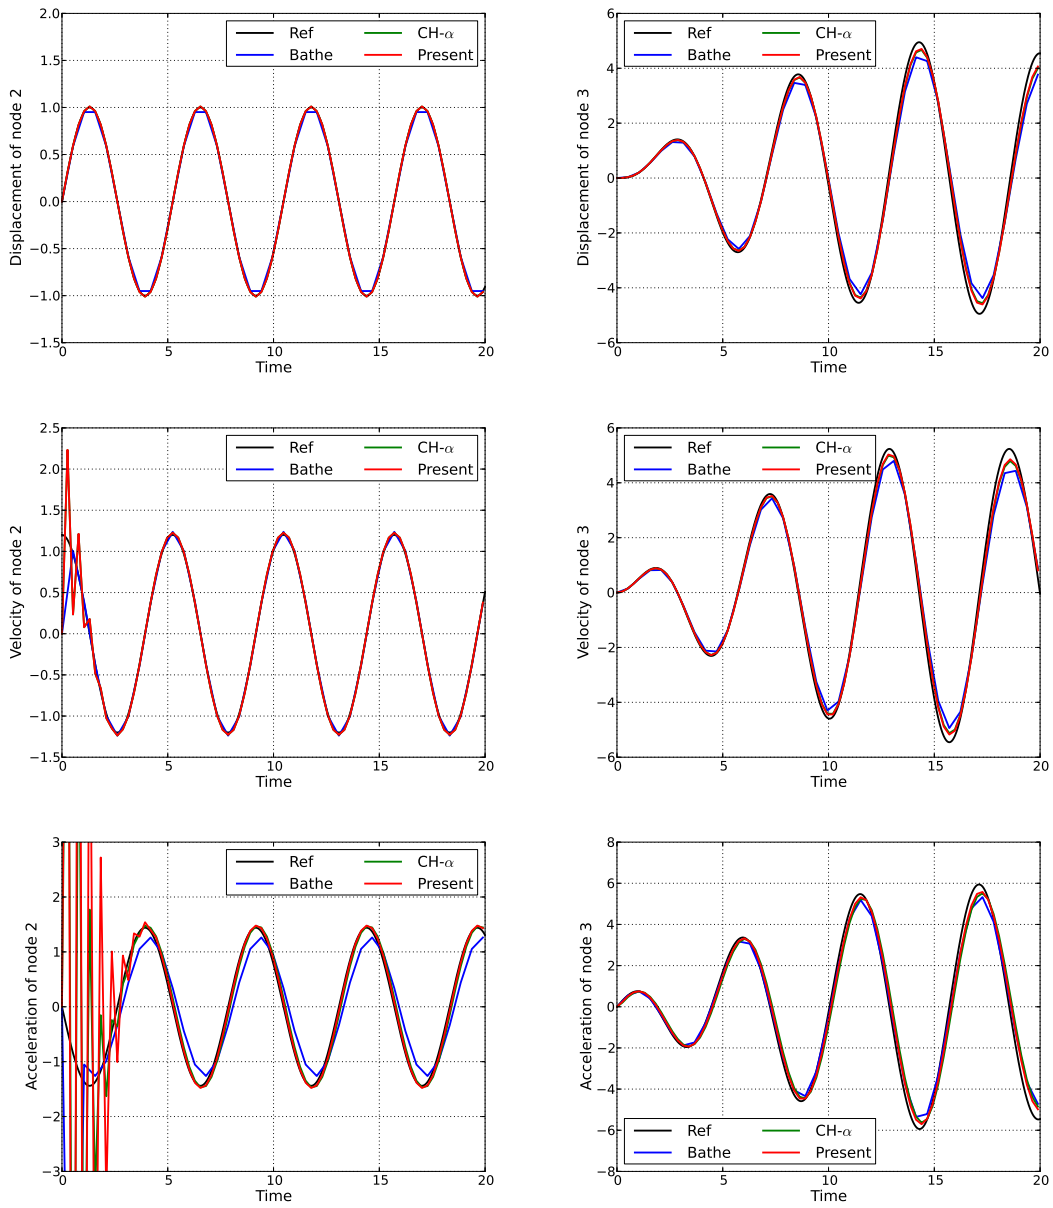 2.0
1.5
1.0
0.5
0.0
−0.5
−1.0
−1.5
0 5 10 15 20
Time
Displacement of node 2
Ref CH-α
Bathe Present
6
4
2
0
−2
−4
−6
0 5 10 15 20
Time
Displacement of node 3
Ref CH-α
Bathe Present
2.5
2.0
1.5
1.0
0.5
0.0
−0.5
−1.0
−1.5
0 5 10 15 20
Time
Velocity of node 2
Ref CH-α
Bathe Present
6
4
2
0
−2
−4
−6
0 5 10 15 20
Time
Velocity of node 3
Ref CH-α
Bathe Present
3
2
1
0
−1
−2
−3
0 5 10 15 20
Time
Acceleration of node 2
Ref CH-α
Bathe Present
8
6
4
2
0
−2
−4
−6
−8
0 5 10 15 20
Time
Acceleration of node 3
Ref CH-α
Bathe Present